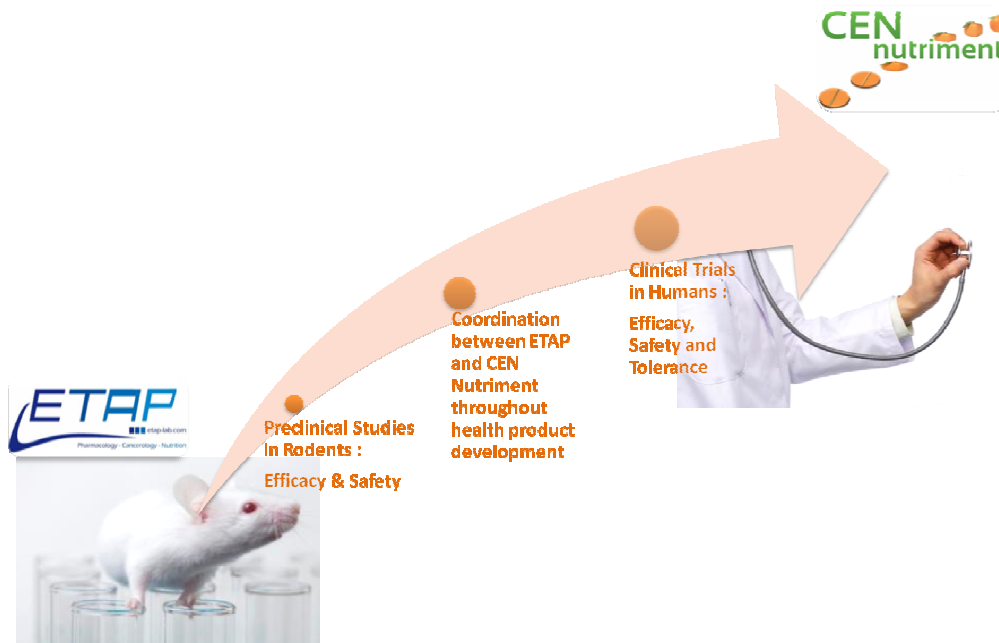 CEN
nutriment
ETAP
etap-lab.com
Pharmacology - Cancerology - Nutrition
Preclinical Studies
in Rodents :
Efficacy & Safety
Coordination
between ETAP
and CEN
Nutriment
throughout
health product
development
Clinical Trials
in Humans :
Efficacy,
Safety and
Tolerance